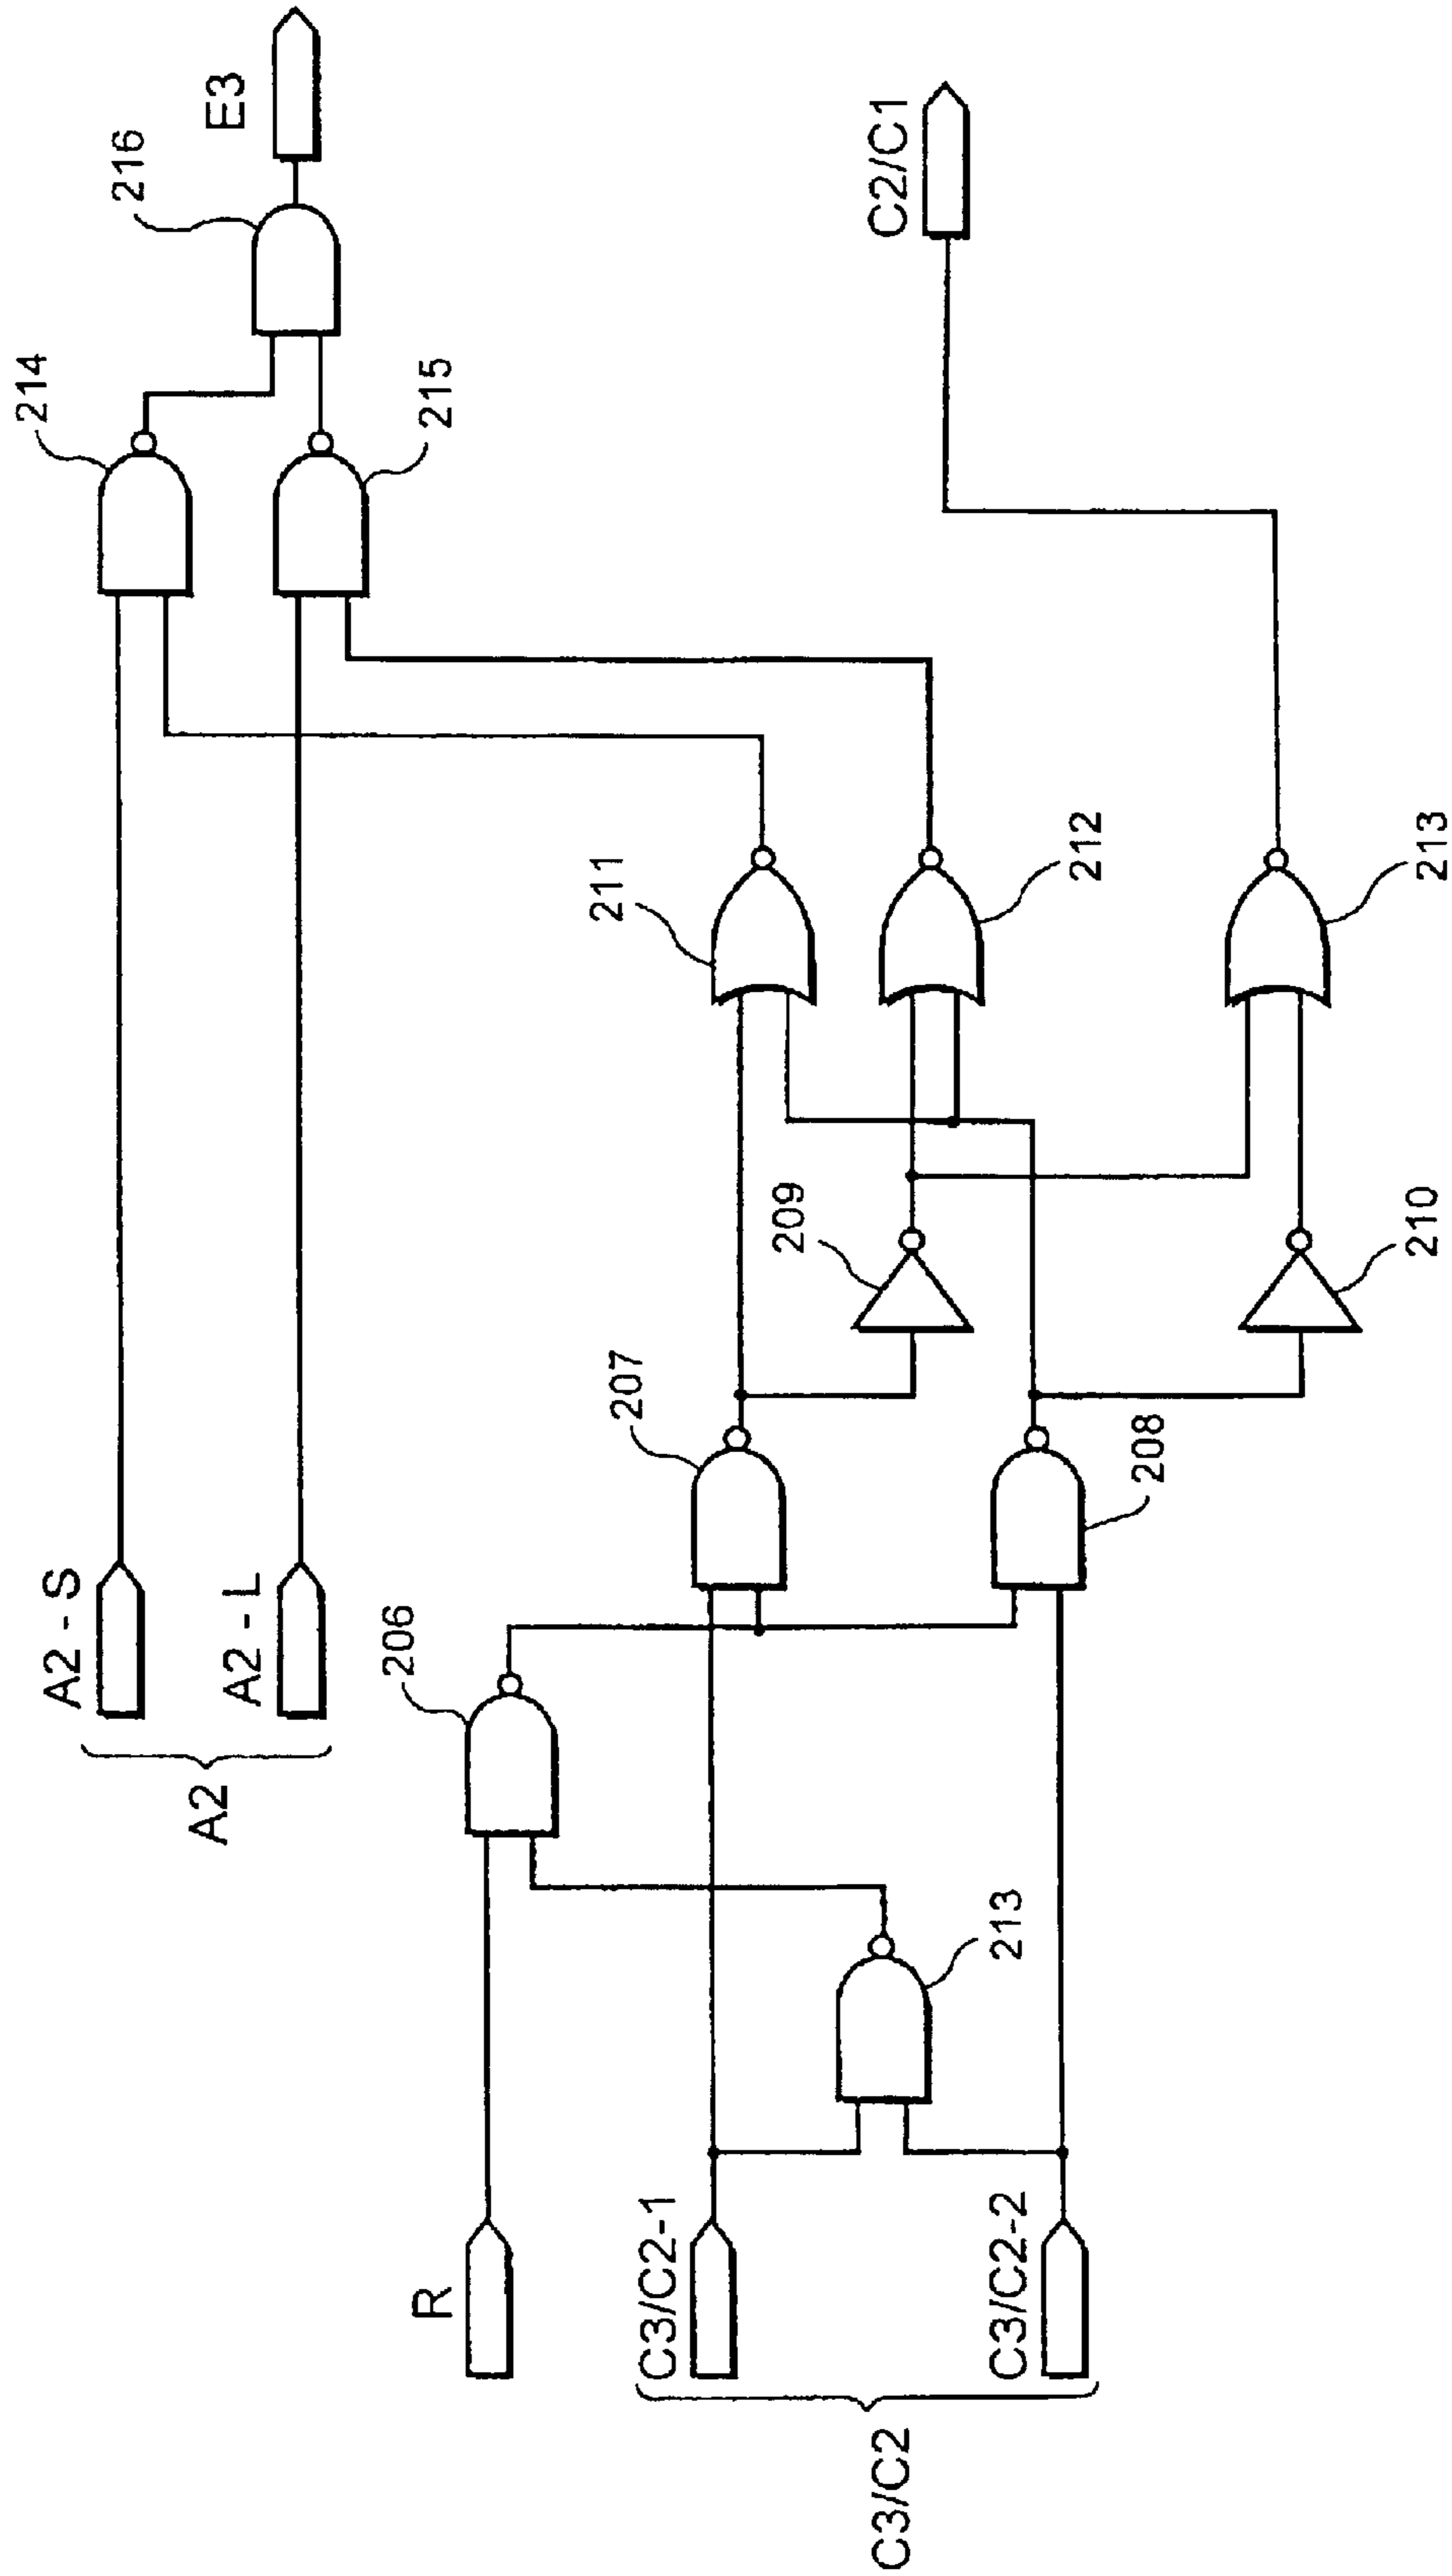 A2 - S
A2 - L
A2
E3
214
215
216
R
206
C3/C2-1
C3/C2-2
C3/C2
213
207
208
209
210
211
212
213
C2/C1